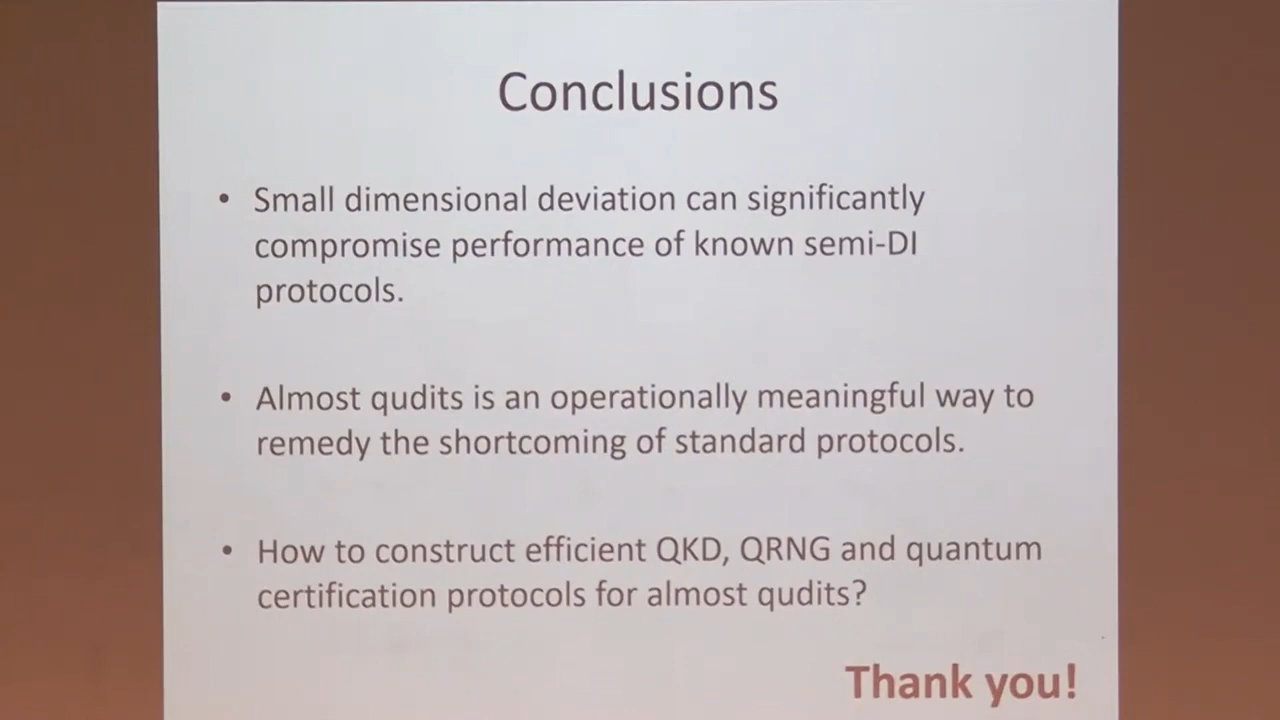 Conclusions
• Small dimensional deviation can significantly
compromise performance of known semi-DI
protocols.
• Almost qudits is an operationally meaningful way to
remedy the shortcoming of standard protocols.
• How to construct efficient QKD, QRNG and quantum
certification protocols for almost qudits?
Thank you!